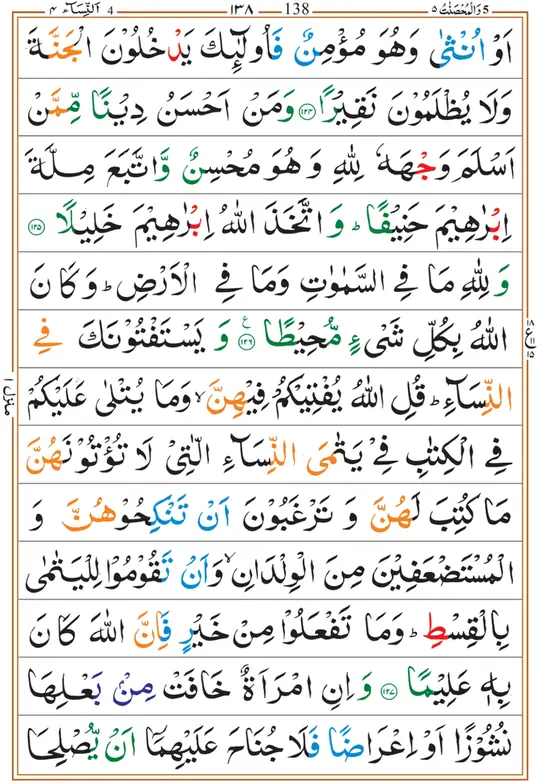 ٥ وَالْمُحْصَنٰتُ 5 138 ١٣٨ 4 اَلنِّسَآء ٤
اَوْ اُنْثٰى وَهُوَ مُؤْمِنٌ فَاُولٰٓئِكَ يَدْخُلُوْنَ الْجَنَّةَ
وَلَا يُظْلَمُوْنَ نَقِيْرًا ﴿١٢٤﴾ وَمَنْ اَحْسَنُ دِيْنًا مِّمَّنْ
اَسْلَمَ وَجْهَهٗ لِلّٰهِ وَهُوَ مُحْسِنٌ وَّاتَّبَعَ مِلَّةَ
اِبْرٰهِيْمَ حَنِيْفًا ؕ وَاتَّخَذَ اللّٰهُ اِبْرٰهِيْمَ خَلِيْلًا ﴿١٢٥﴾
وَلِلّٰهِ مَا فِى السَّمٰوٰتِ وَمَا فِى الْاَرْضِ ؕ وَكَانَ
اللّٰهُ بِكُلِّ شَىْءٍ مُّحِيْطًا ﴿١٢٦﴾ ع وَيَسْتَفْتُوْنَكَ فِى
النِّسَآءِ ؕ قُلِ اللّٰهُ يُفْتِيْكُمْ فِيْهِنَّ ۙ وَمَا يُتْلٰى عَلَيْكُمْ
فِى الْكِتٰبِ فِىْ يَتٰمَى النِّسَآءِ الّٰتِىْ لَا تُؤْتُوْنَهُنَّ
مَا كُتِبَ لَهُنَّ وَتَرْغَبُوْنَ اَنْ تَنْكِحُوْهُنَّ وَ
الْمُسْتَضْعَفِيْنَ مِنَ الْوِلْدَانِ ۙ وَاَنْ تَقُوْمُوْا لِلْيَتٰمٰى
بِالْقِسْطِ ؕ وَمَا تَفْعَلُوْا مِنْ خَيْرٍ فَاِنَّ اللّٰهَ كَانَ
بِهٖ عَلِيْمًا ﴿١٢٧﴾ وَاِنِ امْرَاَةٌ خَافَتْ مِنْۢ بَعْلِهَا
نُشُوْزًا اَوْ اِعْرَاضًا فَلَا جُنَاحَ عَلَيْهِمَاۤ اَنْ يُّصْلِحَا
منزل ١